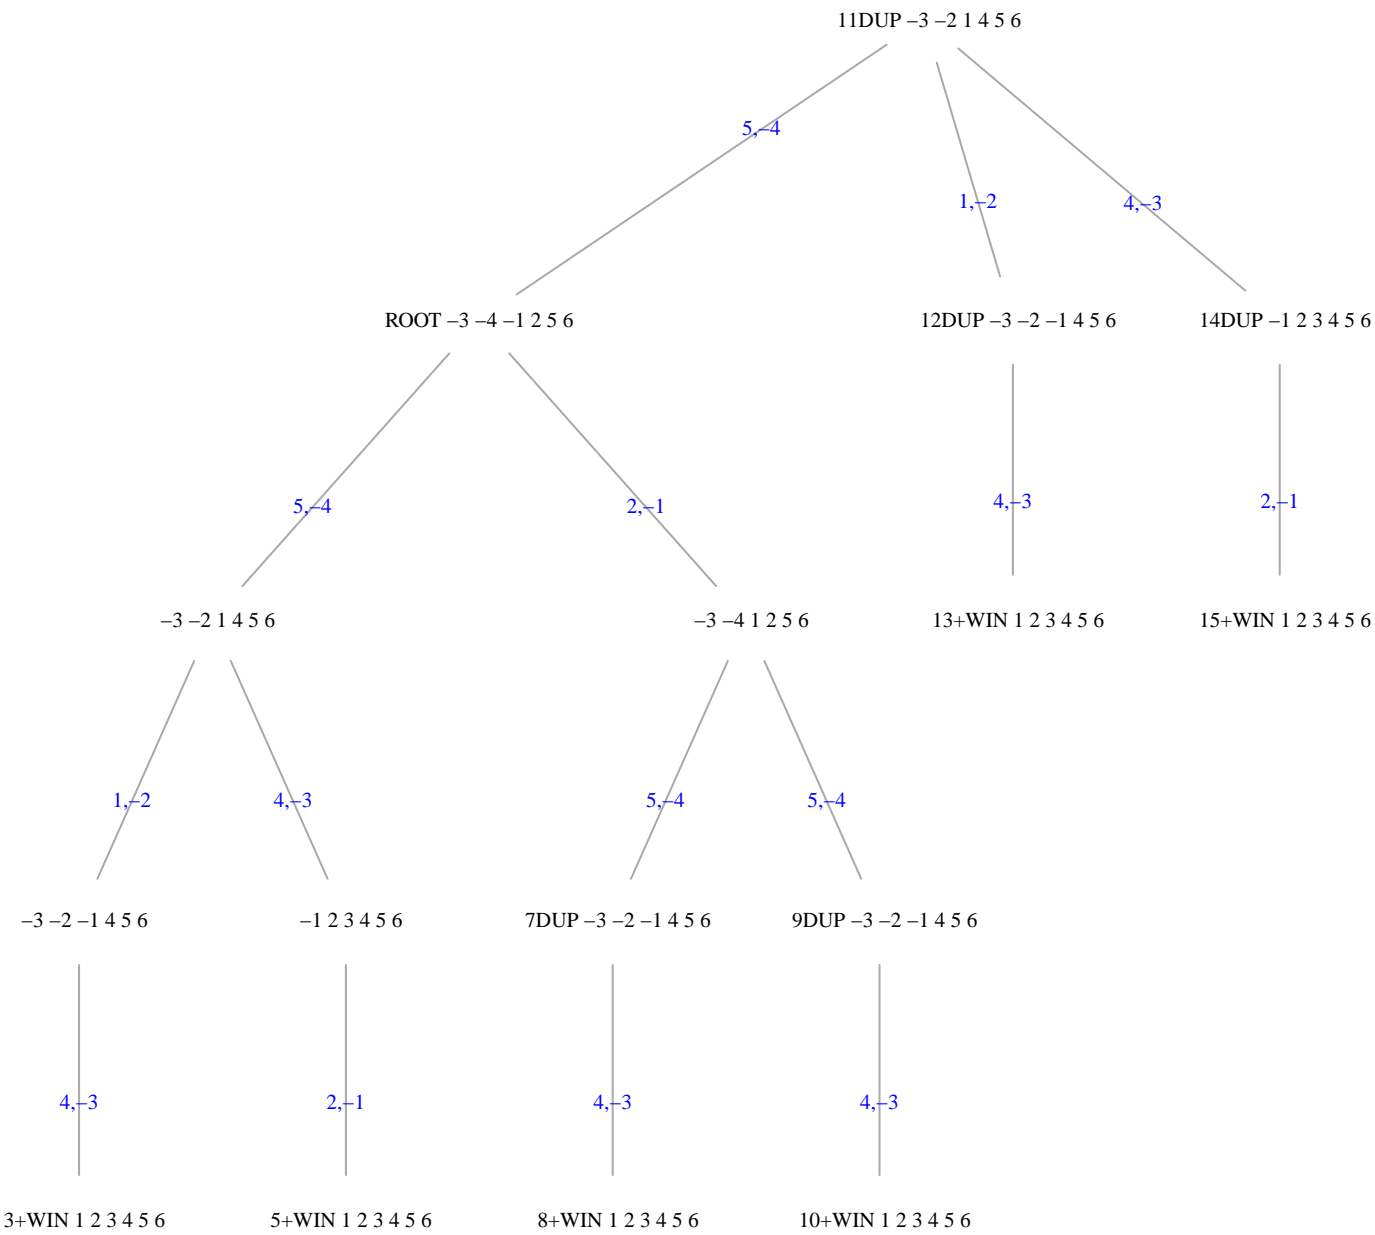 11DUP −3 −2 1 4 5 6
5,−4
1,−2
4,−3
ROOT −3 −4 −1 2 5 6
12DUP −3 −2 −1 4 5 6
14DUP −1 2 3 4 5 6
5,−4
2,−1
4,−3
2,−1
−3 −2 1 4 5 6
−3 −4 1 2 5 6
13+WIN 1 2 3 4 5 6
15+WIN 1 2 3 4 5 6
1,−2
4,−3
5,−4
5,−4
−3 −2 −1 4 5 6
−1 2 3 4 5 6
7DUP −3 −2 −1 4 5 6
9DUP −3 −2 −1 4 5 6
4,−3
2,−1
4,−3
4,−3
3+WIN 1 2 3 4 5 6
5+WIN 1 2 3 4 5 6
8+WIN 1 2 3 4 5 6
10+WIN 1 2 3 4 5 6